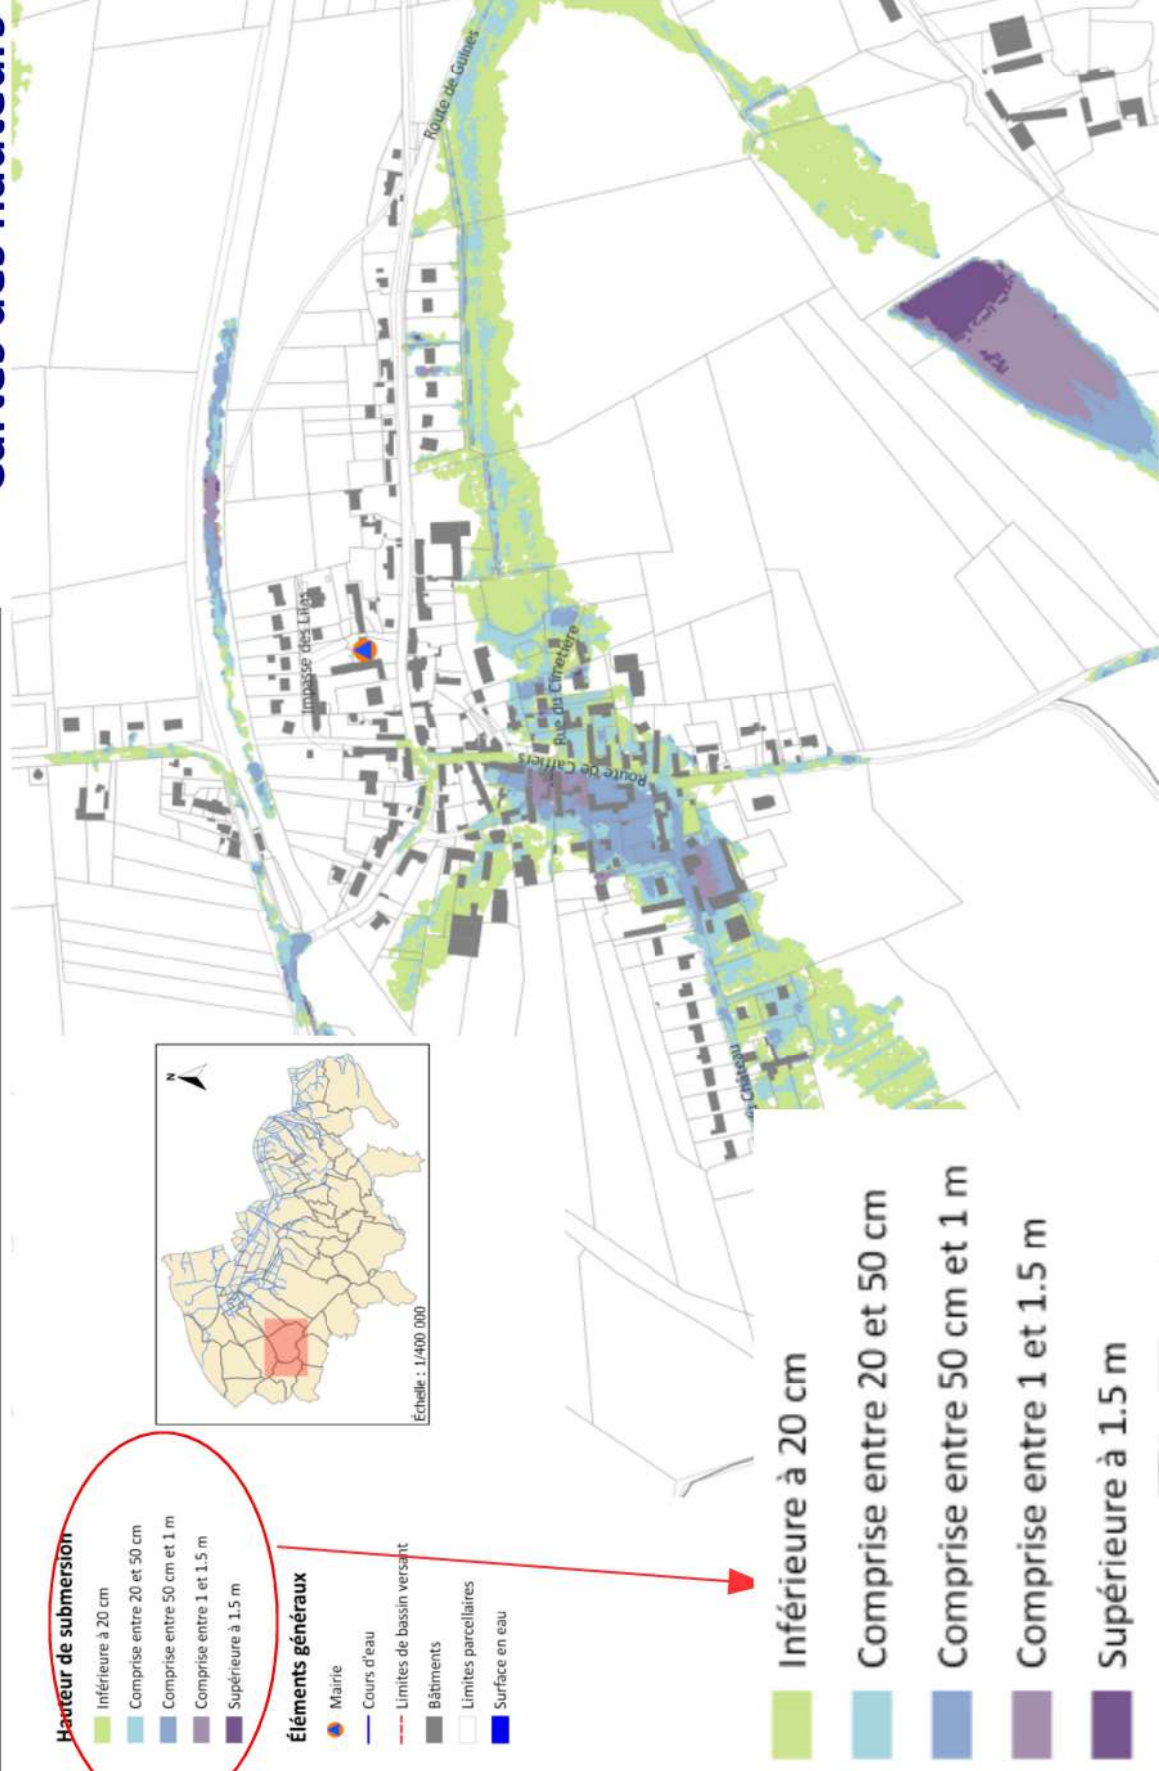 Cartes des hauteurs
Hauteur de submersion
Inférieure à 20 cm
Comprise entre 20 et 50 cm
Comprise entre 50 cm et 1 m
Comprise entre 1 et 1.5 m
Supérieure à 1.5 m
Éléments généraux
Mairie
Cours d'eau
Limites de bassin versant
Bâtiments
Limites parcellaires
Surface en eau
N
Échelle : 1/400 000
Impasse des Lilas
Route de Guînes
Rue du Cimetière
Route de Caffiers
Château
Inférieure à 20 cm
Comprise entre 20 et 50 cm
Comprise entre 50 cm et 1 m
Comprise entre 1 et 1.5 m
Supérieure à 1.5 m